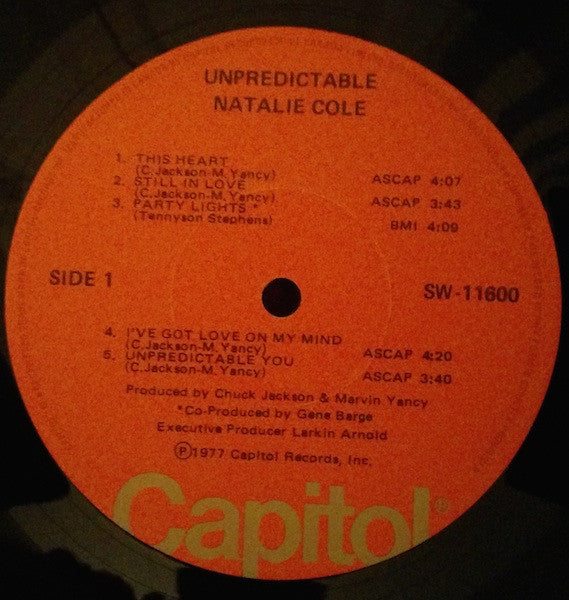 UNPREDICTABLE
NATALIE COLE
1. THIS HEART
(C.Jackson-M. Yancy) ASCAP 4:07
2. STILL IN LOVE
(C.Jackson-M. Yancy) ASCAP 3:43
3. PARTY LIGHTS *
(Tennyson Stephens) BMI 4:09
SIDE 1
SW-11600
4. I'VE GOT LOVE ON MY MIND
(C.Jackson-M. Yancy) ASCAP 4:20
5. UNPREDICTABLE YOU
(C.Jackson-M. Yancy) ASCAP 3:40
Produced by Chuck Jackson & Marvin Yancy
*Co-Produced by Gene Barge
Executive Producer Larkin Arnold
Ⓟ1977 Capitol Records, Inc.
Capitol®